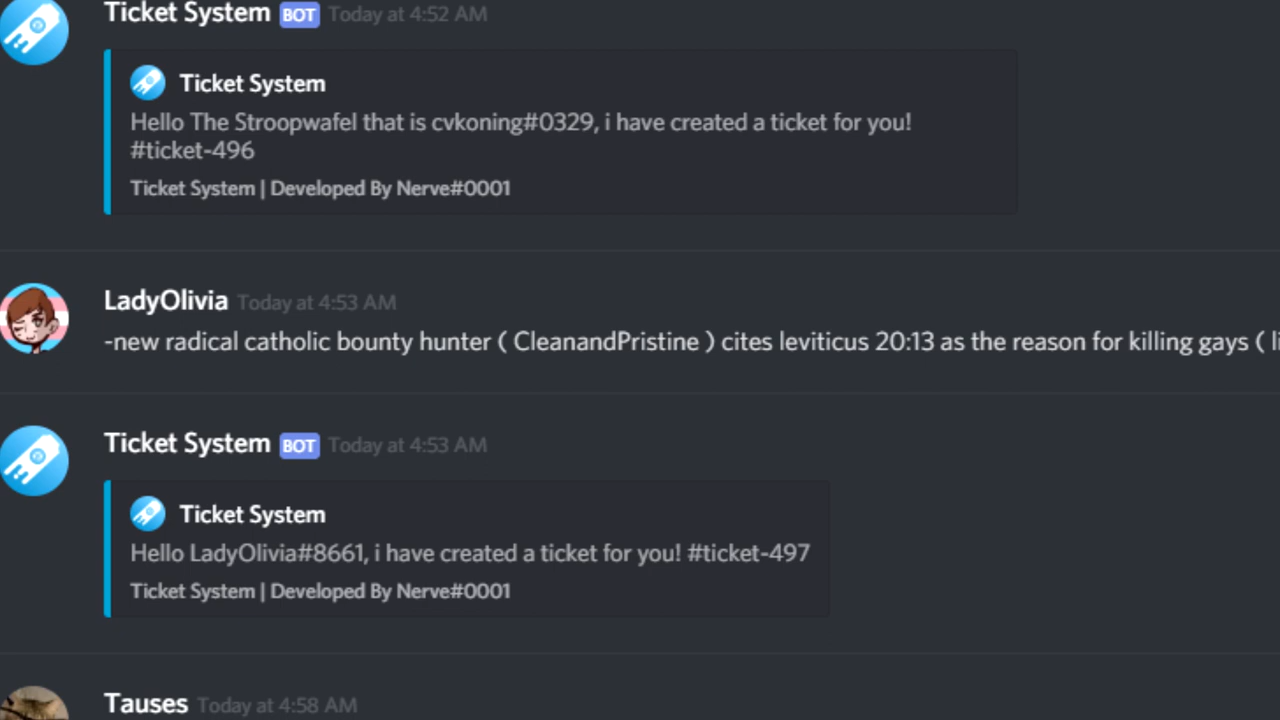 Ticket System BOT Today at 4:52 AM
Ticket System
Hello The Stroopwafel that is cvkoning#0329, i have created a ticket for you!
#ticket-496
Ticket System | Developed By Nerve#0001
LadyOlivia Today at 4:53 AM
-new radical catholic bounty hunter ( CleanandPristine ) cites leviticus 20:13 as the reason for killing gays (
Ticket System BOT Today at 4:53 AM
Ticket System
Hello LadyOlivia#8661, i have created a ticket for you! #ticket-497
Ticket System | Developed By Nerve#0001
Tauses Today at 4:58 AM